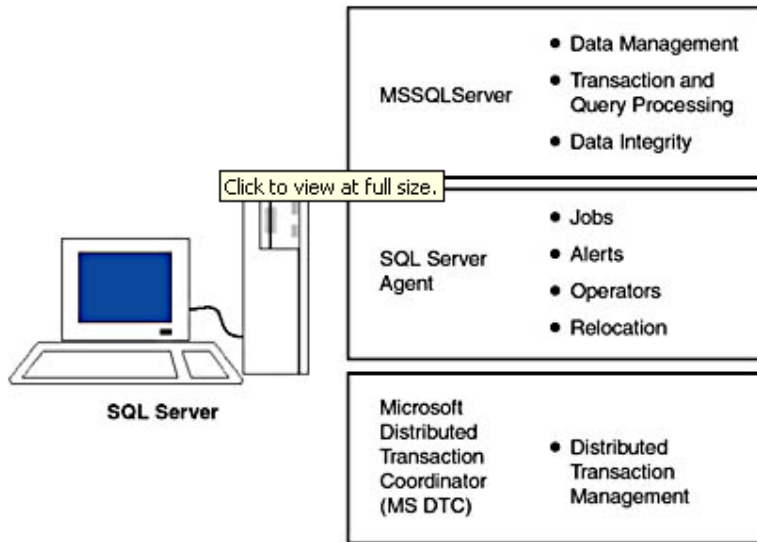 MSSQLServer
• Data Management
• Transaction and
Query Processing
• Data Integrity
Click to view at full size.
SQL Server
Agent
• Jobs
• Alerts
• Operators
• Relocation
SQL Server
Microsoft
Distributed
Transaction
Coordinator
(MS DTC)
• Distributed
Transaction
Management